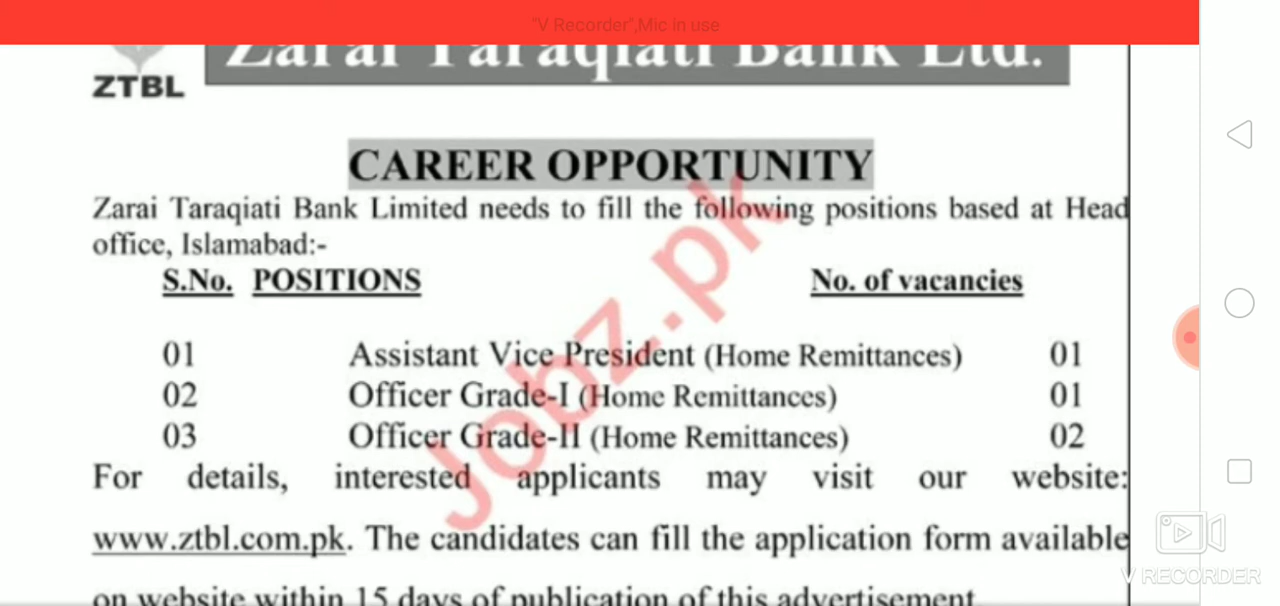 "V Recorder",Mic in use
Zarai Taraqiati Bank Ltd.
ZTBL
CAREER OPPORTUNITY
Zarai Taraqiati Bank Limited needs to fill the following positions based at Head
office, Islamabad:-
S.No. POSITIONS No. of vacancies
01 Assistant Vice President (Home Remittances) 01
02 Officer Grade-I (Home Remittances) 01
03 Officer Grade-II (Home Remittances) 02
For details, interested applicants may visit our website:
www.ztbl.com.pk. The candidates can fill the application form available
on website within 15 days of publication of this advertisement.
Jobz.pk
V RECORDER